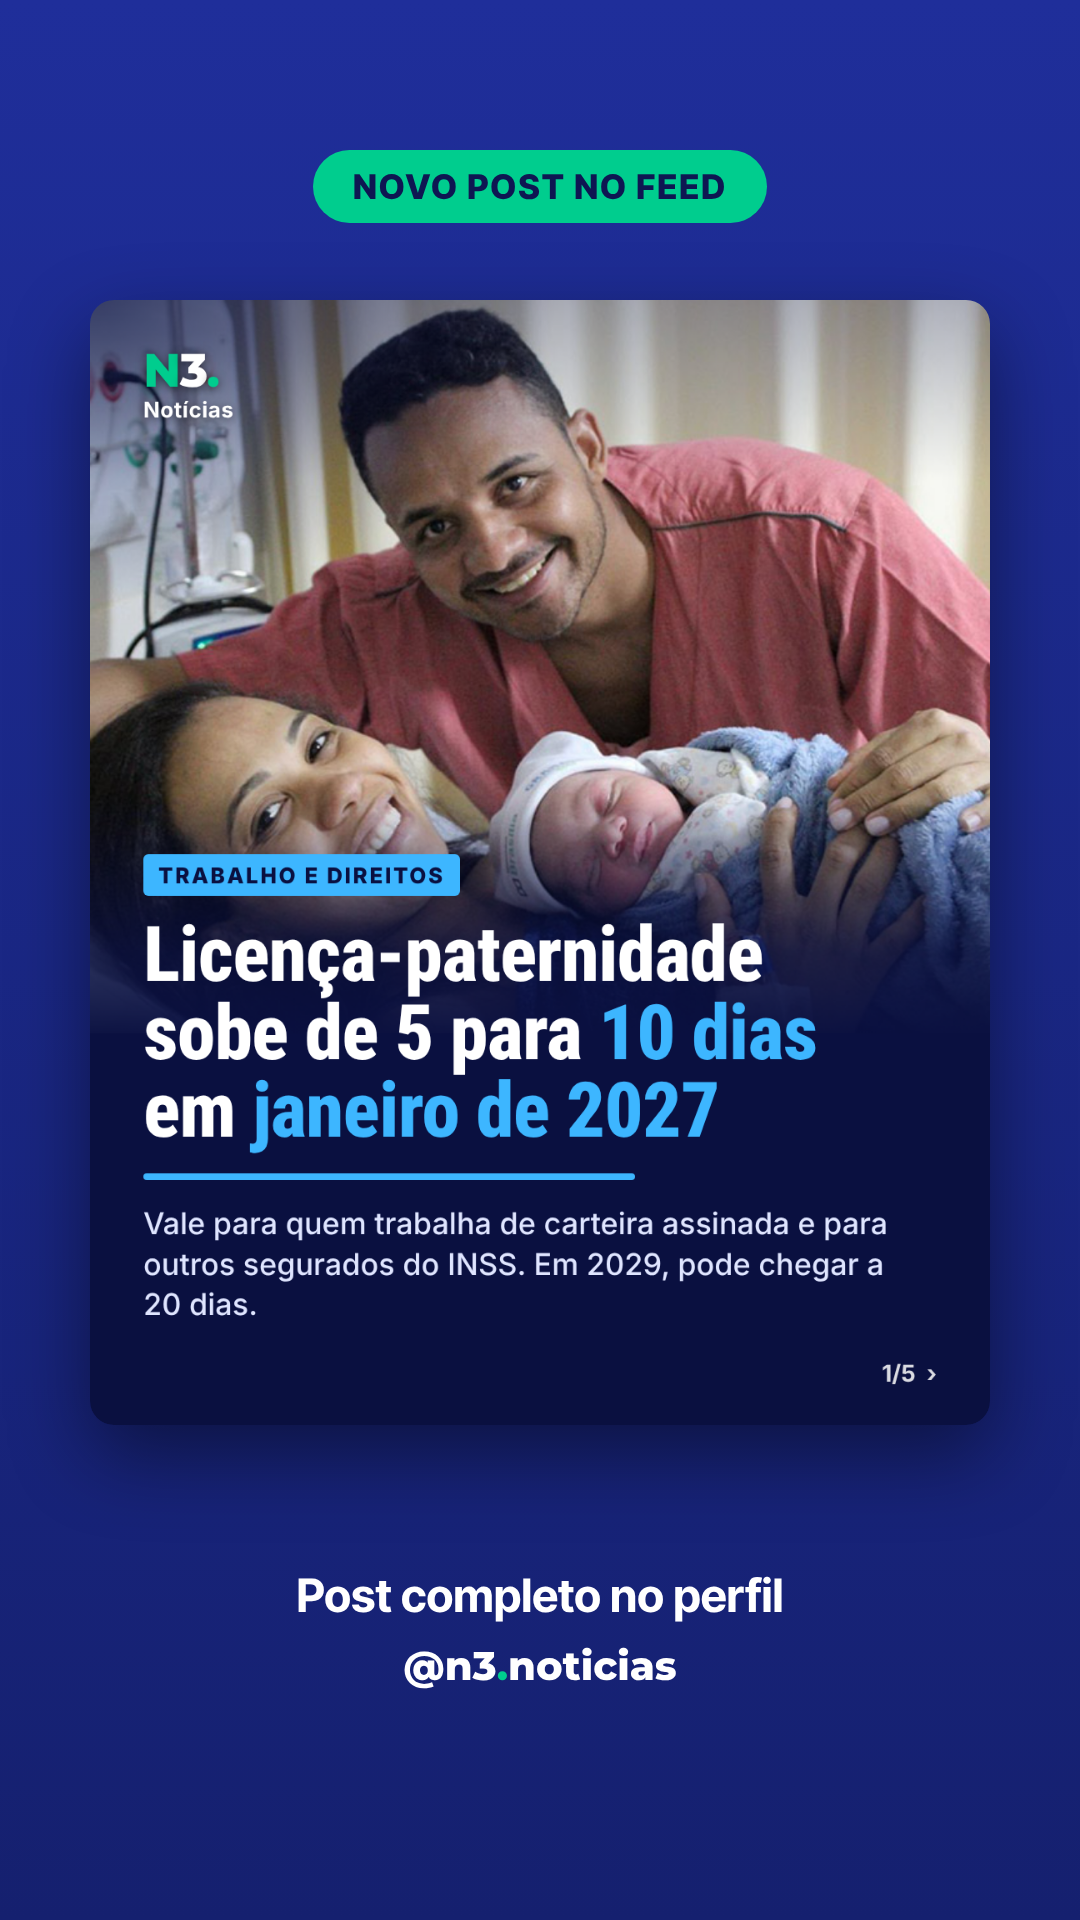 NOVO POST NO FEED
N3.
Notícias
TRABALHO E DIREITOS
Licença-paternidade
sobe de 5 para 10 dias
em janeiro de 2027
Vale para quem trabalha de carteira assinada e para
outros segurados do INSS. Em 2029, pode chegar a
20 dias.
1/5 ›
Post completo no perfil
@n3.noticias